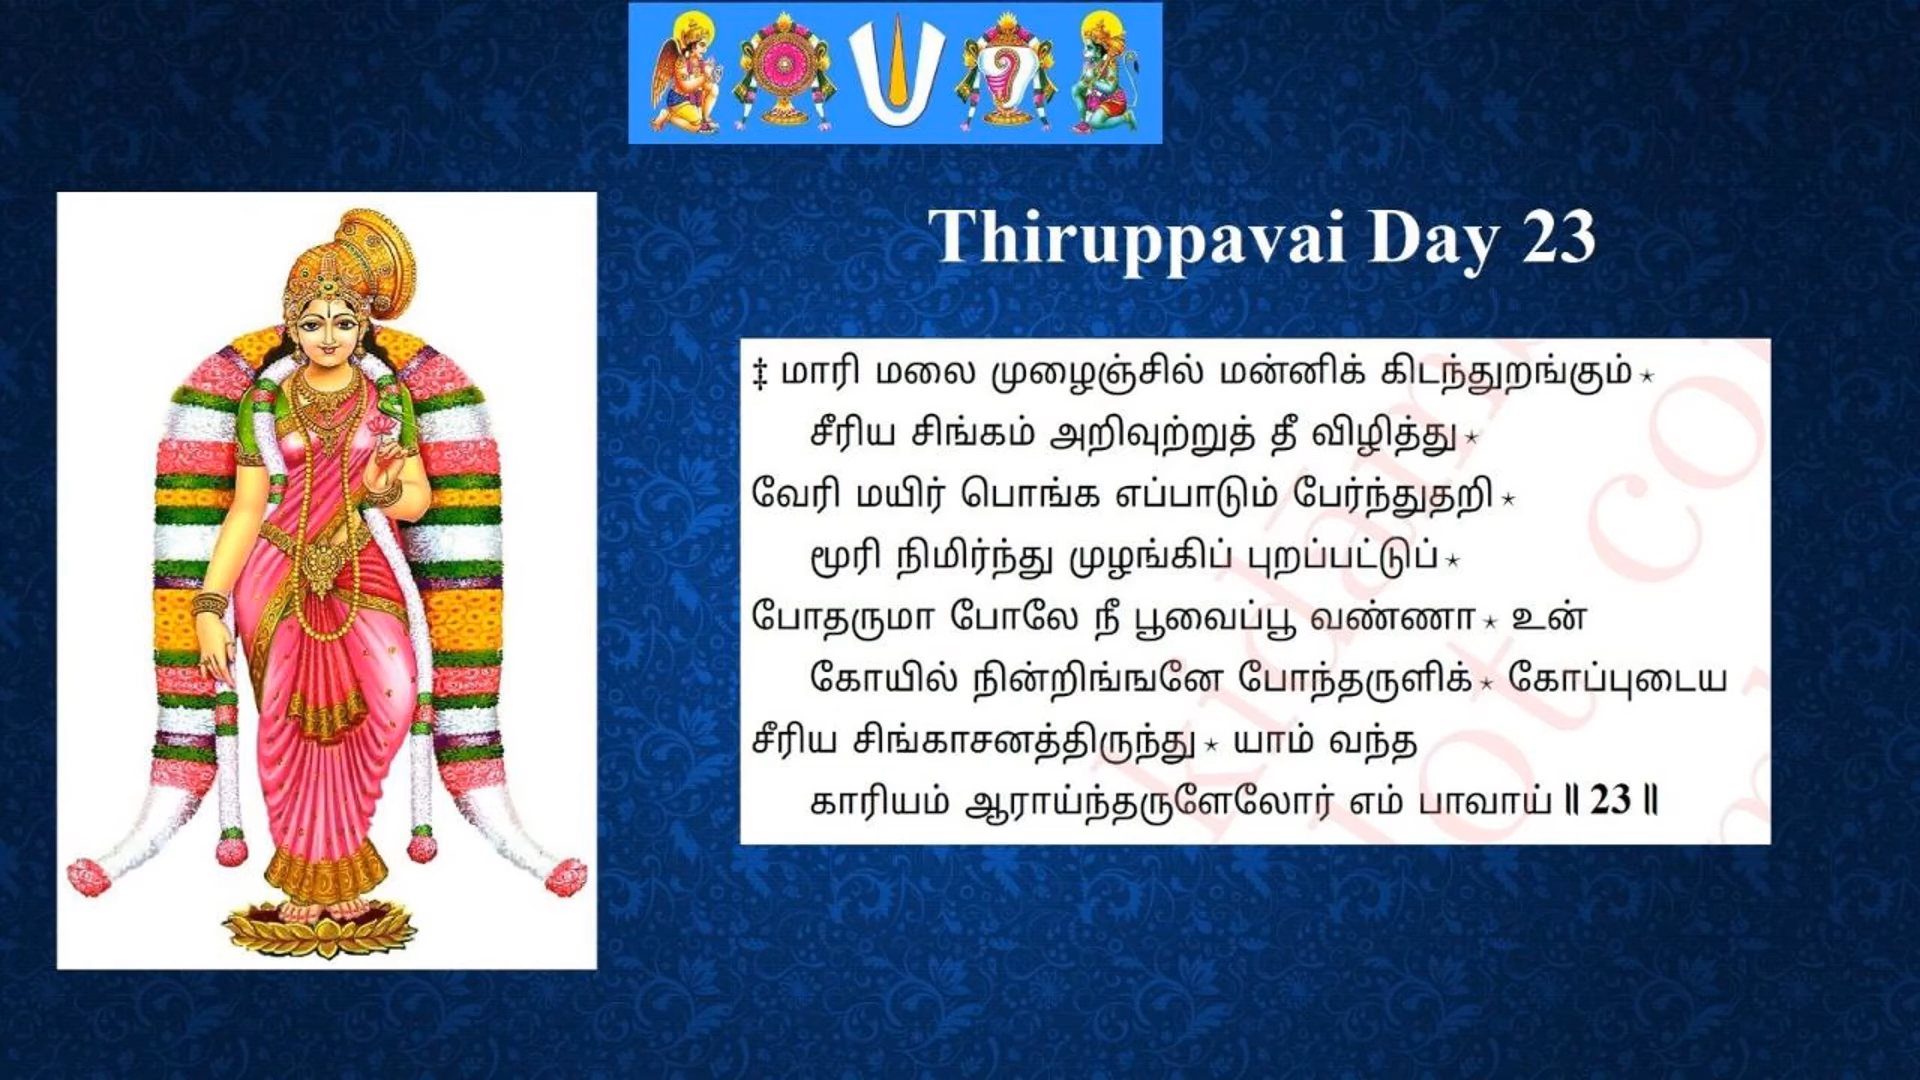 Thiruppavai Day 23
‡ மாரி மலை முழைஞ்சில் மன்னிக் கிடந்துறங்கும்⋆
சீரிய சிங்கம் அறிவுற்றுத் தீ விழித்து⋆
வேரி மயிர் பொங்க எப்பாடும் பேர்ந்துதறி⋆
மூரி நிமிர்ந்து முழங்கிப் புறப்பட்டுப்⋆
போதருமா போலே நீ பூவைப்பூ வண்ணா⋆ உன்
கோயில் நின்றிங்ஙனே போந்தருளிக்⋆ கோப்புடைய
சீரிய சிங்காசனத்திருந்து⋆ யாம் வந்த
காரியம் ஆராய்ந்தருளேலோர் எம் பாவாய் ॥ 23 ॥